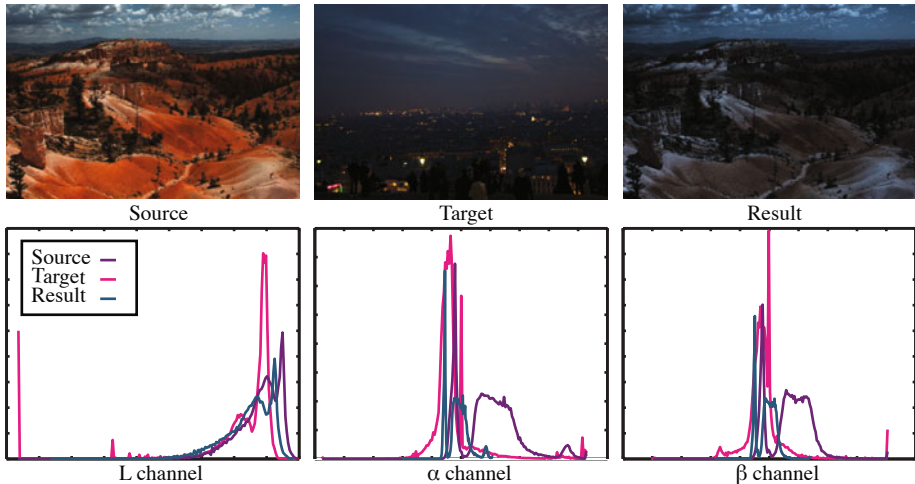 Source
Target
Result
Source
Target
Result
L channel
α channel
β channel